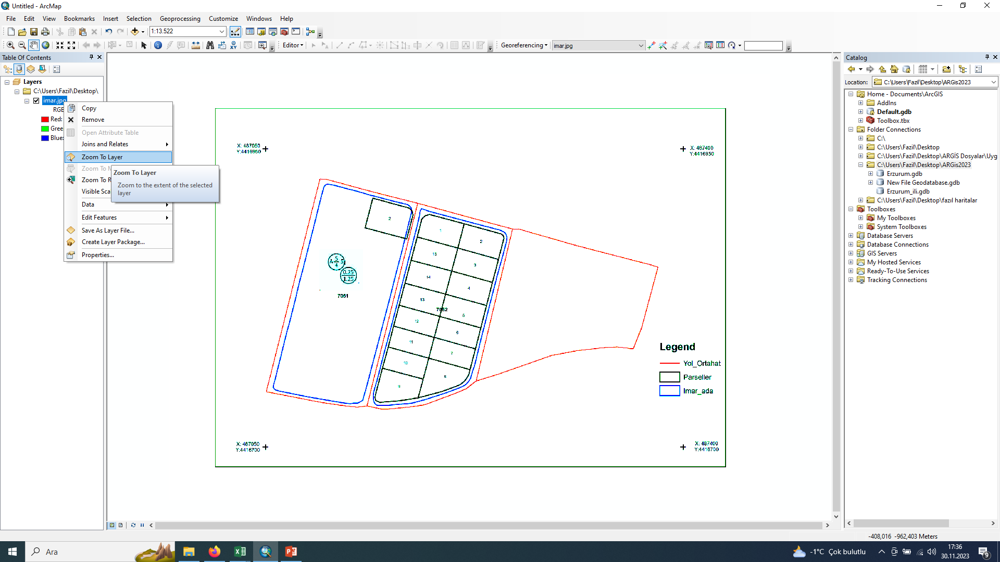 Untitled - ArcMap
File Edit View Bookmarks Insert Selection Geoprocessing Customize Windows Help
1:13.522
Editor Georeferencing imar.jpg
Table Of Contents
Layers
C:\Users\Fazil\Desktop\
imar.jpg
RGB
Red:
Gree
Blue:
Copy
Remove
Open Attribute Table
Joins and Relates
Zoom To Layer
Zoom To M
Zoom To R
Visible Sca
Data
Edit Features
Save As Layer File...
Create Layer Package...
Properties...
Zoom To Layer
Zoom to the extent of the selected
layer
X: 487050
Y:4416950
X: 487400
Y:4416950
2
1
2
15
3
14
4
13
7052
5
12
6
11
7
10
8
9
A 5 5
4
0.25
1.25
7051
Legend
Yol_Ortahat
Parseller
Imar_ada
X: 487050
Y:4416700
X: 487400
Y:4416700
Catalog
Location: C:\Users\Fazil\Desktop\ARGis2023
Home - Documents\ArcGIS
AddIns
Default.gdb
Toolbox.tbx
Folder Connections
C:\
C:\Users\Fazil\Desktop
C:\Users\Fazil\Desktop\ARGİS Dosyalar\Uyg
C:\Users\Fazil\Desktop\ARGis2023
Erzurum.gdb
New File Geodatabase.gdb
Erzurum_ili.gdb
C:\Users\Fazil\Desktop\fazıl haritalar
Toolboxes
My Toolboxes
System Toolboxes
Database Servers
Database Connections
GIS Servers
My Hosted Services
Ready-To-Use Services
Tracking Connections
-408,016 -962,403 Meters
Ara
-1°C Çok bulutlu
17:36
30.11.2023
9